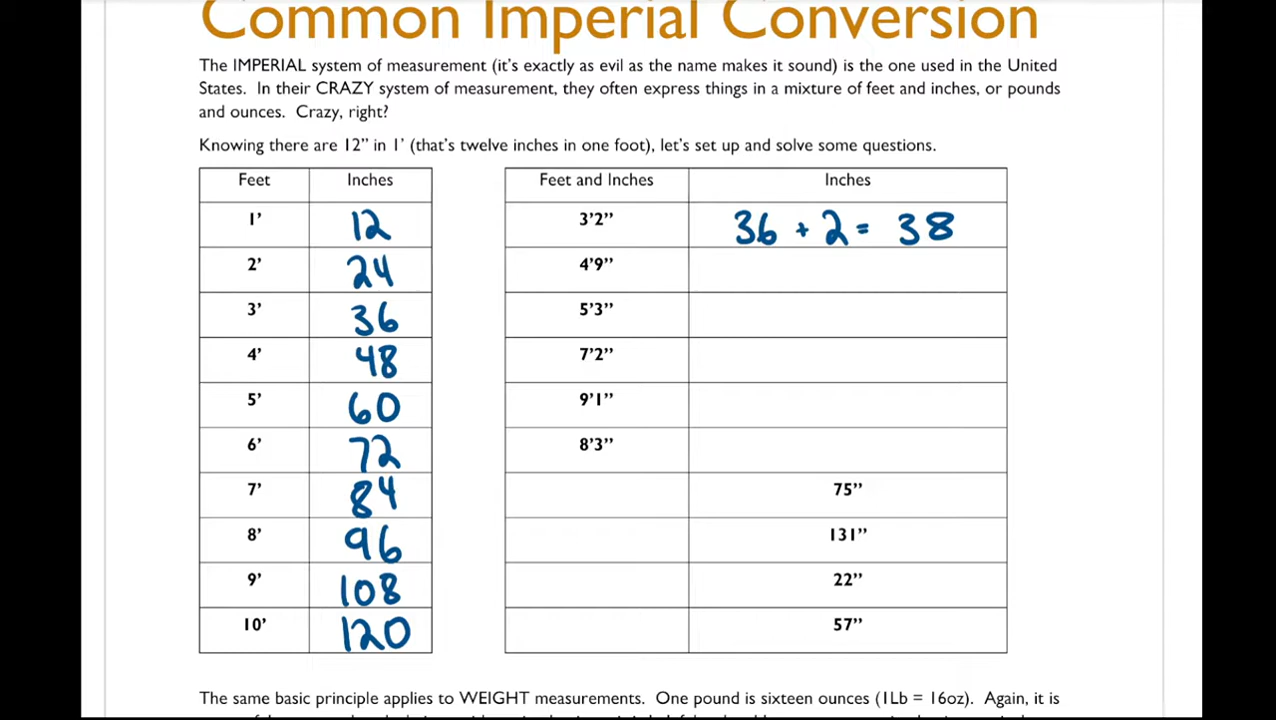 Common Imperial Conversion
The IMPERIAL system of measurement (it's exactly as evil as the name makes it sound) is the one used in the United
States. In their CRAZY system of measurement, they often express things in a mixture of feet and inches, or pounds
and ounces. Crazy, right?
Knowing there are 12” in 1’ (that’s twelve inches in one foot), let’s set up and solve some questions.
Feet Inches
1’ 12
2’ 24
3’ 36
4’ 48
5’ 60
6’ 72
7’ 84
8’ 96
9’ 108
10’ 120
Feet and Inches Inches
3’2’’ 36 + 2 = 38
4’9’’
5’3’’
7’2’’
9’1’’
8’3’’
75’’
131’’
22’’
57’’
The same basic principle applies to WEIGHT measurements. One pound is sixteen ounces (1Lb = 16oz). Again, it is